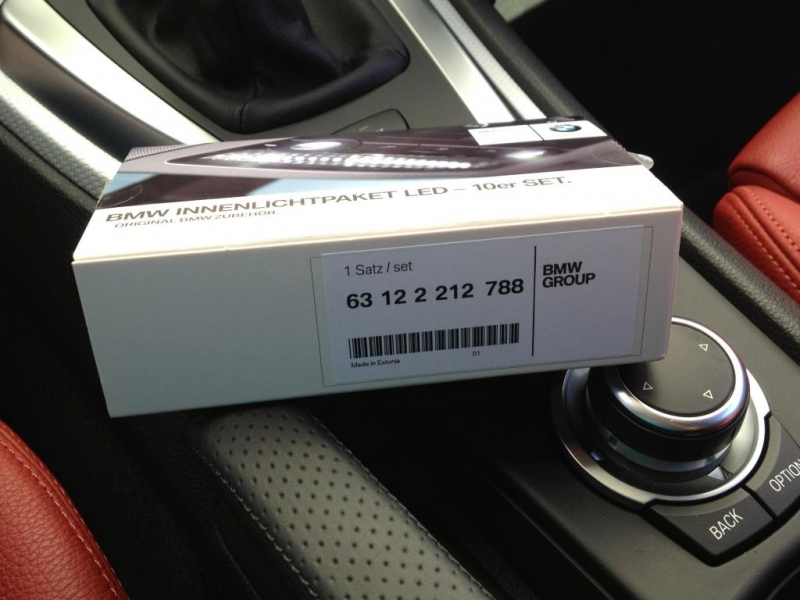 BMW INNENLICHTPAKET LED – 10er SET.
ORIGINAL BMW ZUBEHÖR.
1 Satz / set
63 12 2 212 788
BMW
GROUP
Made in Estonia
01
BACK
OPTION